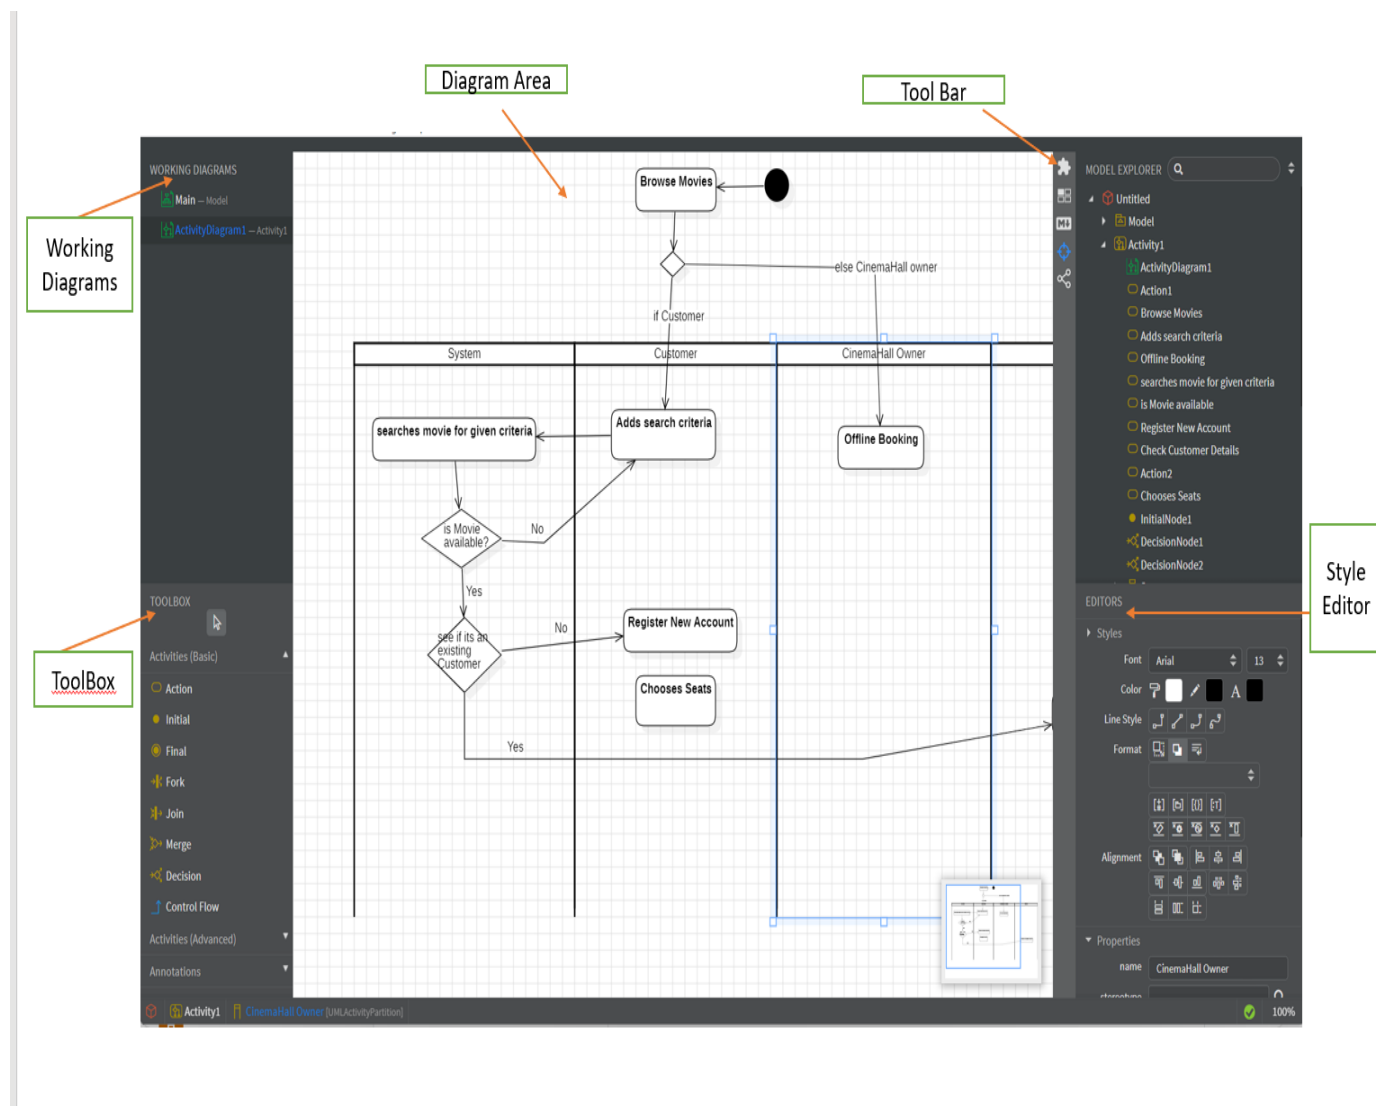 Diagram Area
Tool Bar
Working
Diagrams
ToolBox
Style
Editor
WORKING DIAGRAMS
Main — Model
ActivityDiagram1 — Activity1
TOOLBOX
Activities (Basic)
Action
Initial
Final
Fork
Join
Merge
Decision
Control Flow
Activities (Advanced)
Annotations
Browse Movies
else CinemaHall owner
if Customer
System
Customer
CinemaHall Owner
searches movie for given criteria
Adds search criteria
Offline Booking
is Movie
available?
No
Yes
see if its an
existing
Customer
No
Register New Account
Chooses Seats
Yes
MODEL EXPLORER
Untitled
Model
Activity1
ActivityDiagram1
Action1
Browse Movies
Adds search criteria
Offline Booking
searches movie for given criteria
is Movie available
Register New Account
Check Customer Details
Action2
Chooses Seats
InitialNode1
DecisionNode1
DecisionNode2
EDITORS
Styles
Font Arial 13
Color A
Line Style
Format
Alignment
Properties
name CinemaHall Owner
Activity1
CinemaHall Owner [UMLActivityPartition]
100%